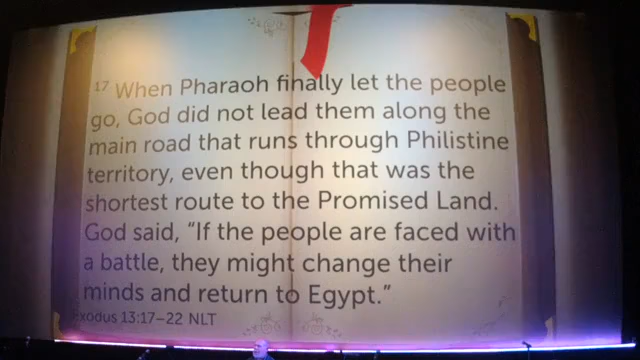 17 When Pharaoh finally let the people
go, God did not lead them along the
main road that runs through Philistine
territory, even though that was the
shortest route to the Promised Land.
God said, “If the people are faced with
a battle, they might change their
minds and return to Egypt.”
Exodus 13:17–22 NLT